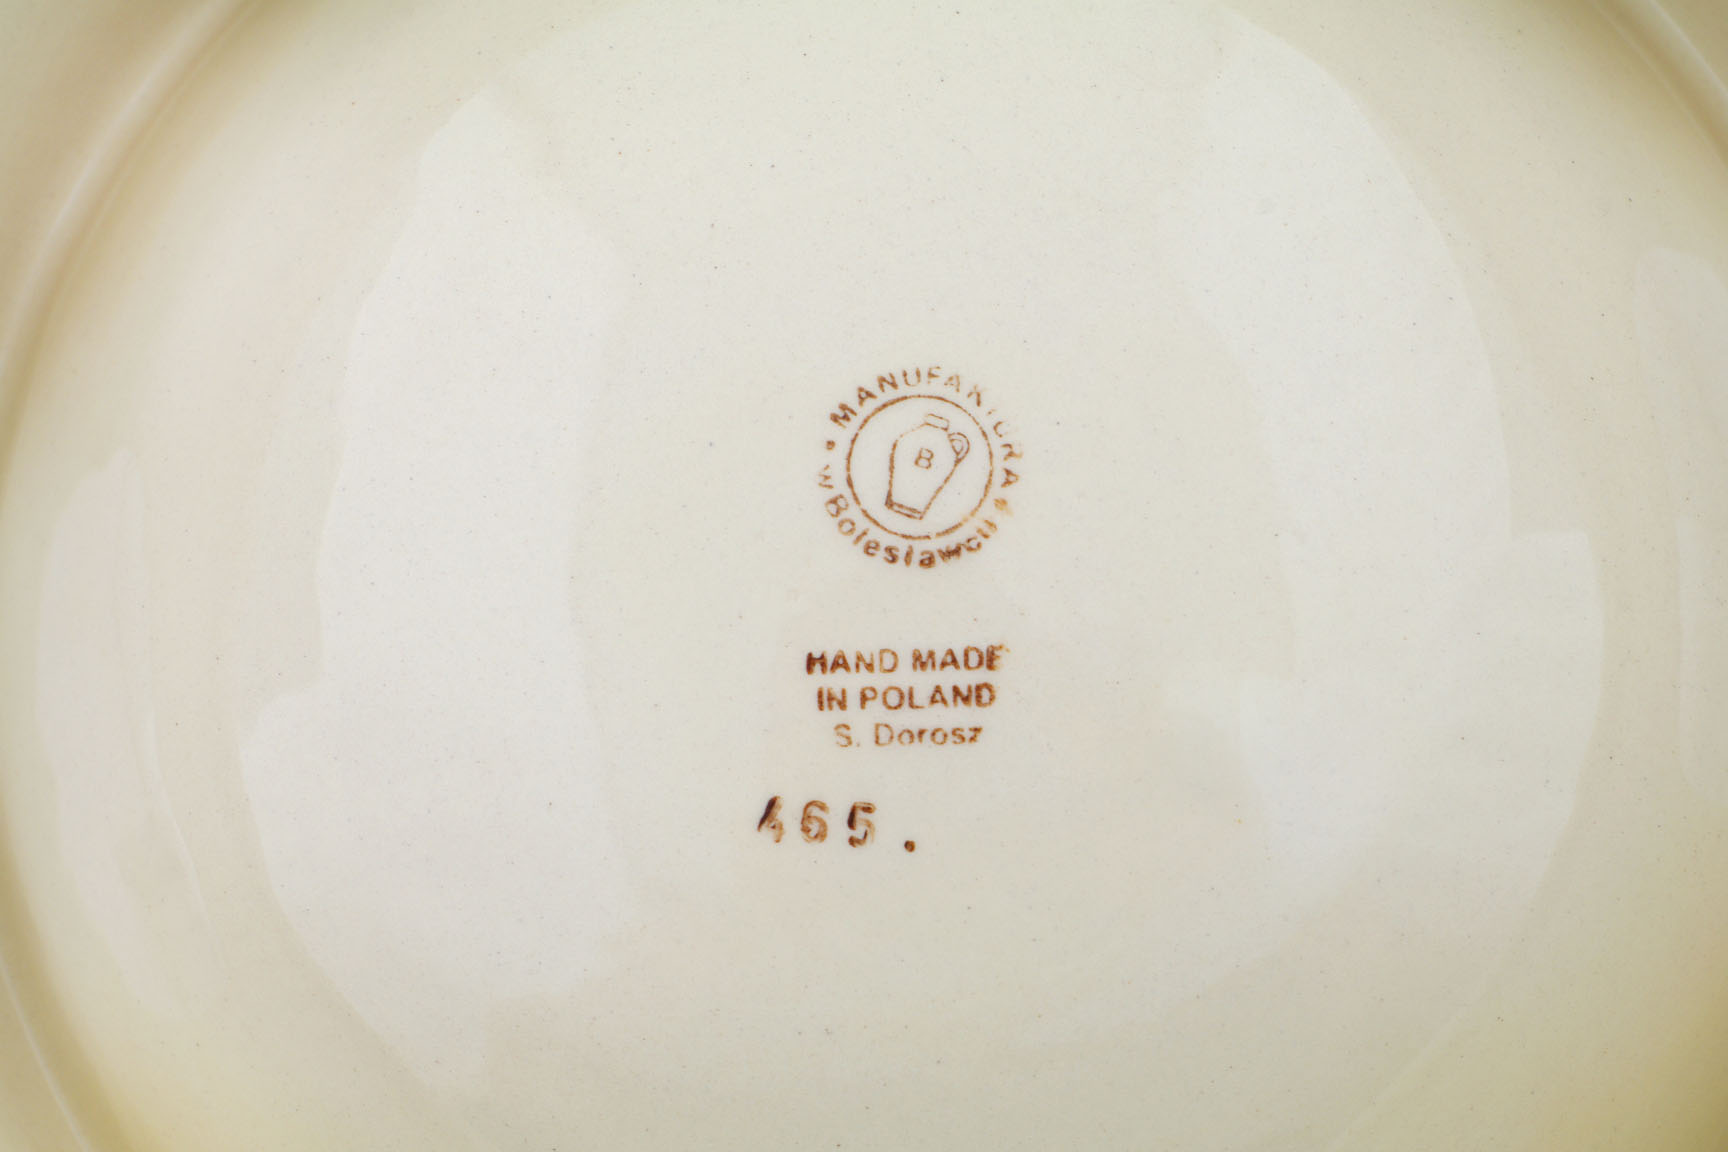 MANUFAKTURA
w Bolesławcu
B
HAND MADE
IN POLAND
S. Dorosz
465.